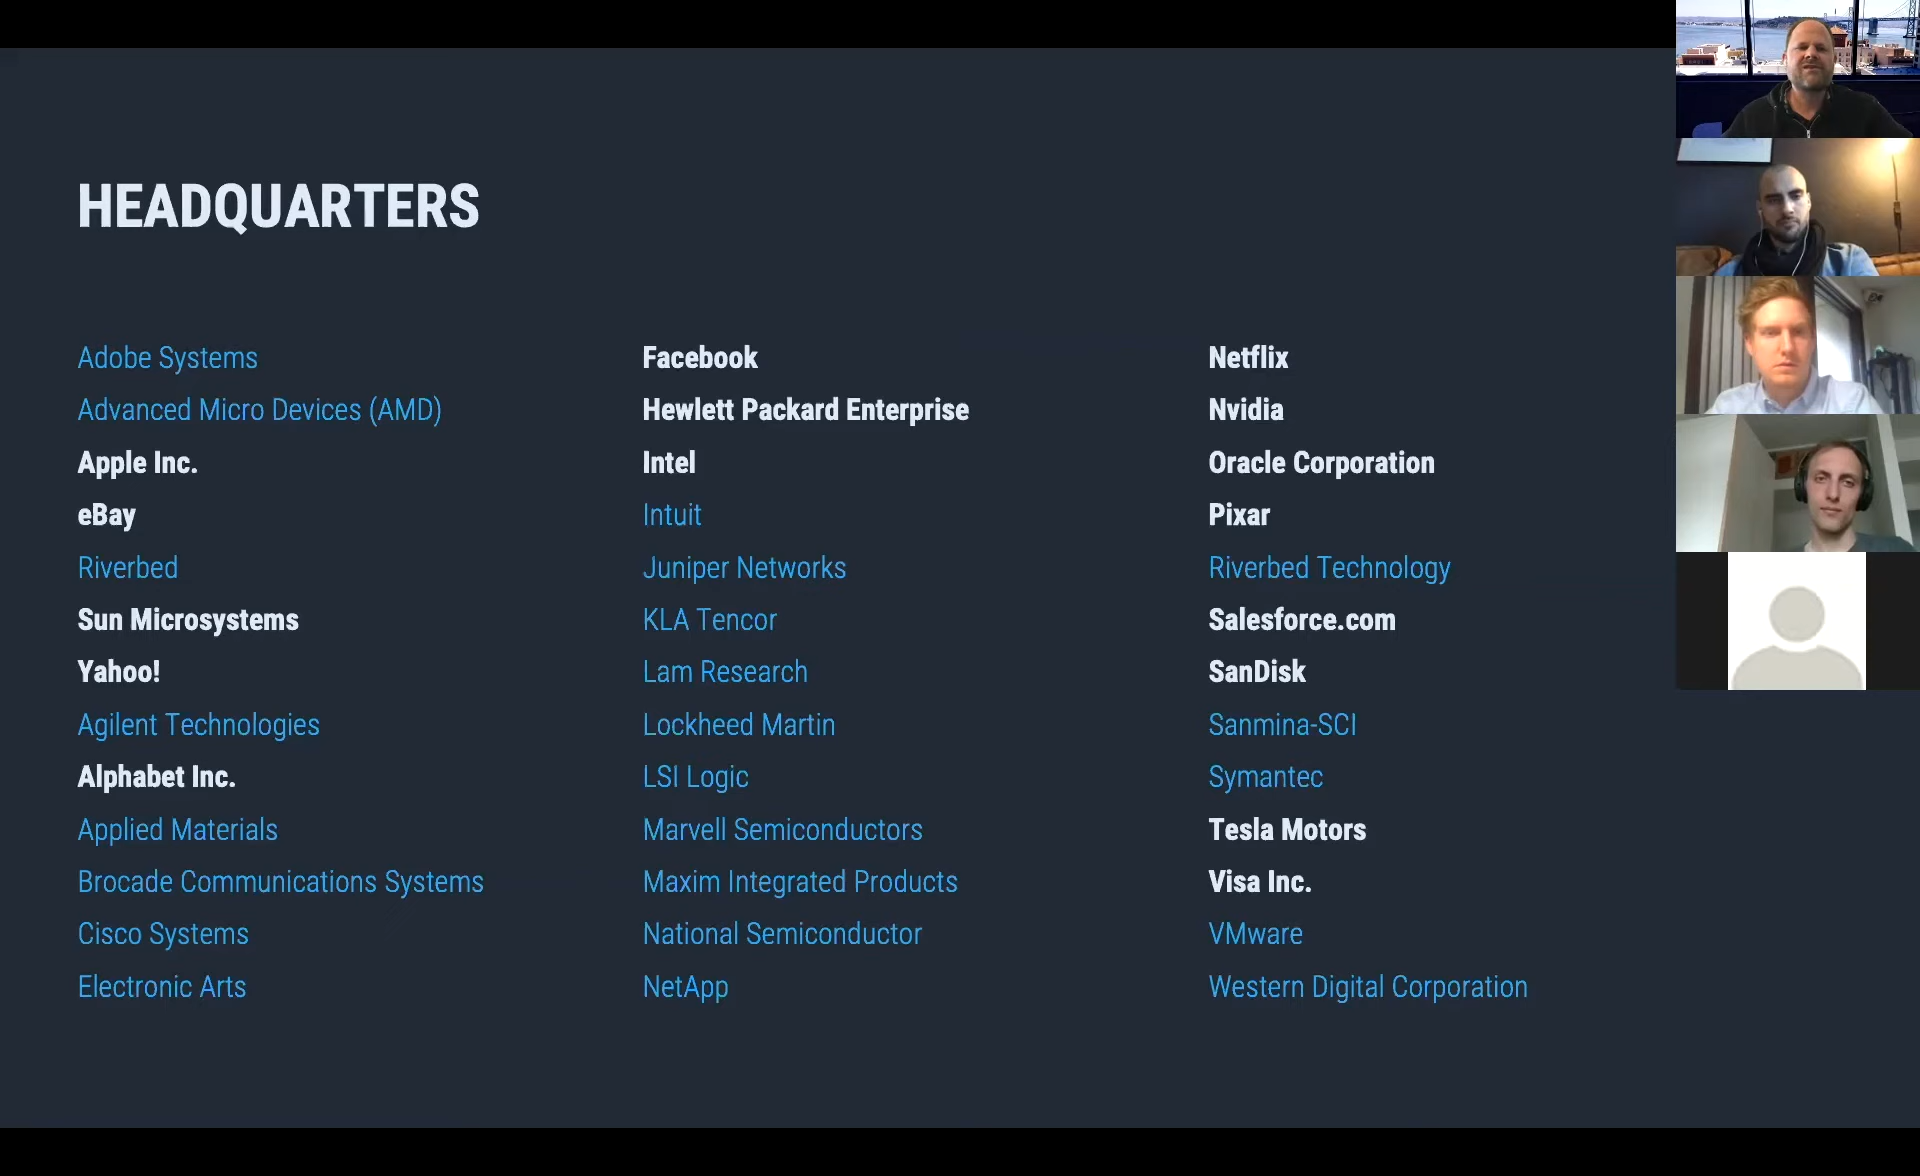 HEADQUARTERS
Adobe Systems
Advanced Micro Devices (AMD)
Apple Inc.
eBay
Riverbed
Sun Microsystems
Yahoo!
Agilent Technologies
Alphabet Inc.
Applied Materials
Brocade Communications Systems
Cisco Systems
Electronic Arts
Facebook
Hewlett Packard Enterprise
Intel
Intuit
Juniper Networks
KLA Tencor
Lam Research
Lockheed Martin
LSI Logic
Marvell Semiconductors
Maxim Integrated Products
National Semiconductor
NetApp
Netflix
Nvidia
Oracle Corporation
Pixar
Riverbed Technology
Salesforce.com
SanDisk
Sanmina-SCI
Symantec
Tesla Motors
Visa Inc.
VMware
Western Digital Corporation